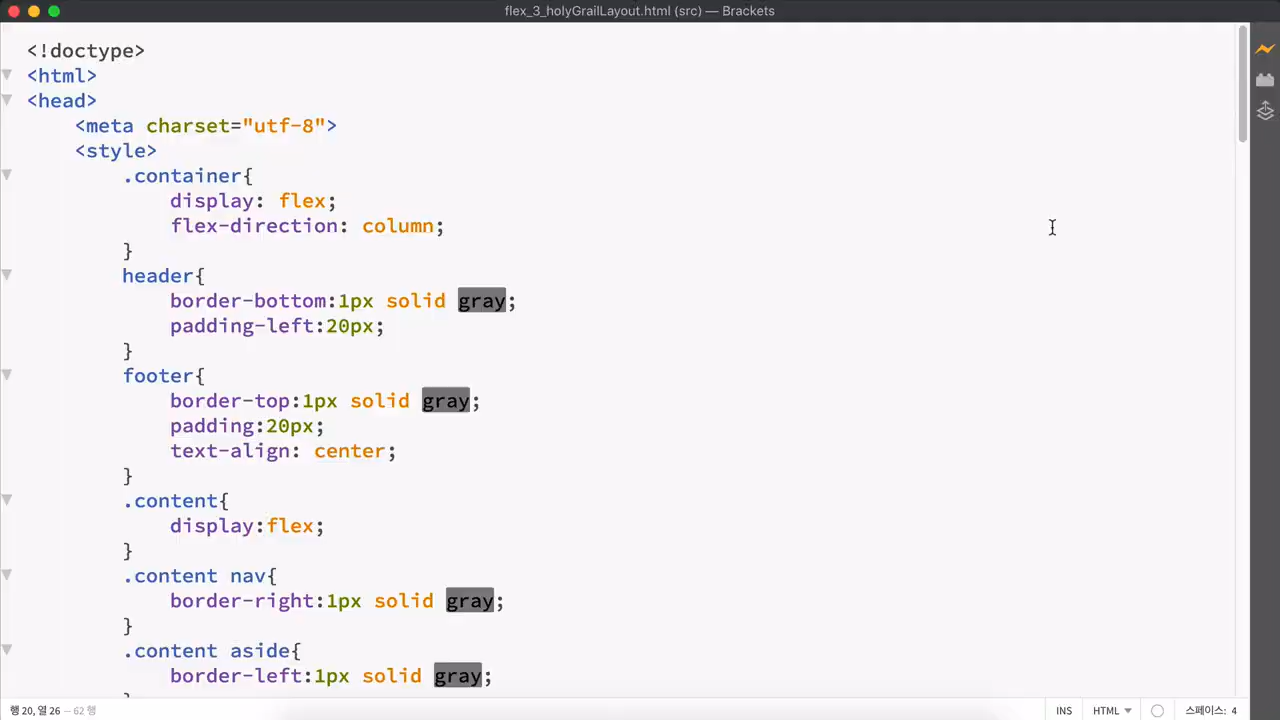 flex_3_holyGrailLayout.html (src) — Brackets
<!doctype>
<html>
<head>
<meta charset="utf-8">
<style>
.container{
display: flex;
flex-direction: column;
}
header{
border-bottom:1px solid gray;
padding-left:20px;
}
footer{
border-top:1px solid gray;
padding:20px;
text-align: center;
}
.content{
display:flex;
}
.content nav{
border-right:1px solid gray;
}
.content aside{
border-left:1px solid gray;
행 20, 열 26 — 62 행
INS HTML 스페이스: 4